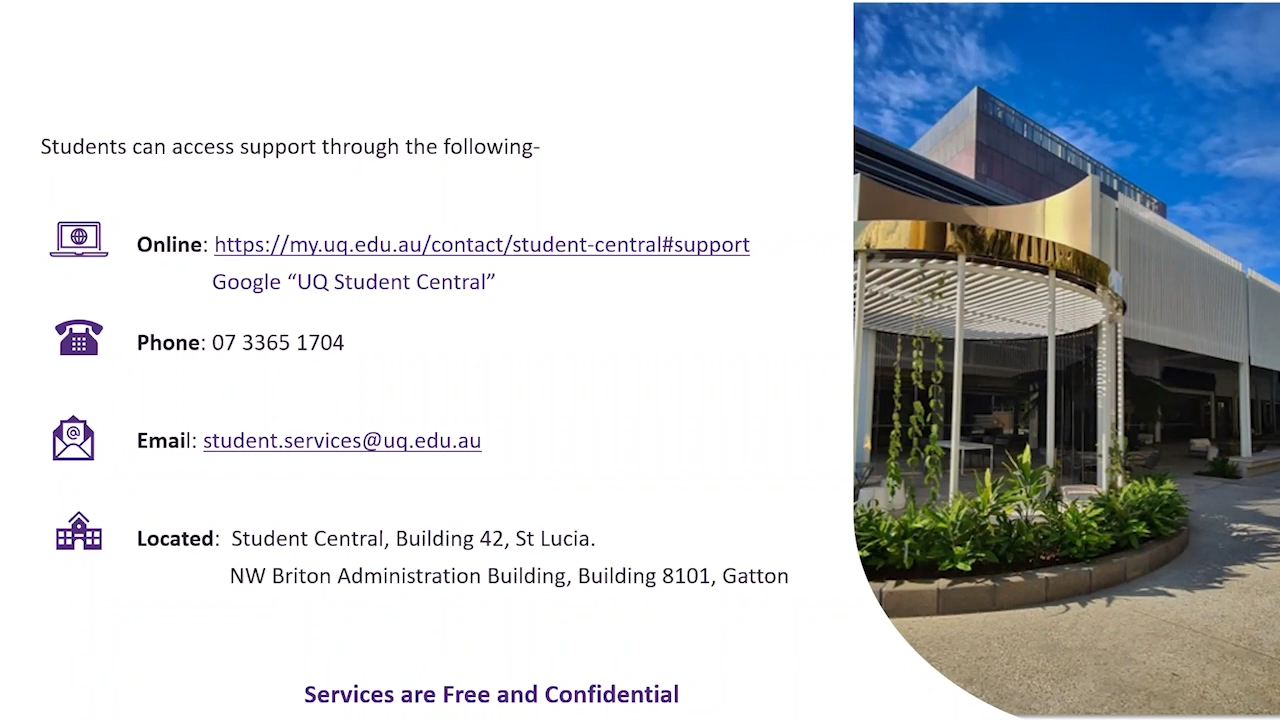 Students can access support through the following-
Online: https://my.uq.edu.au/contact/student-central#support
Google “UQ Student Central”
Phone: 07 3365 1704
Email: student.services@uq.edu.au
Located:  Student Central, Building 42, St Lucia.
NW Briton Administration Building, Building 8101, Gatton
Services are Free and Confidential